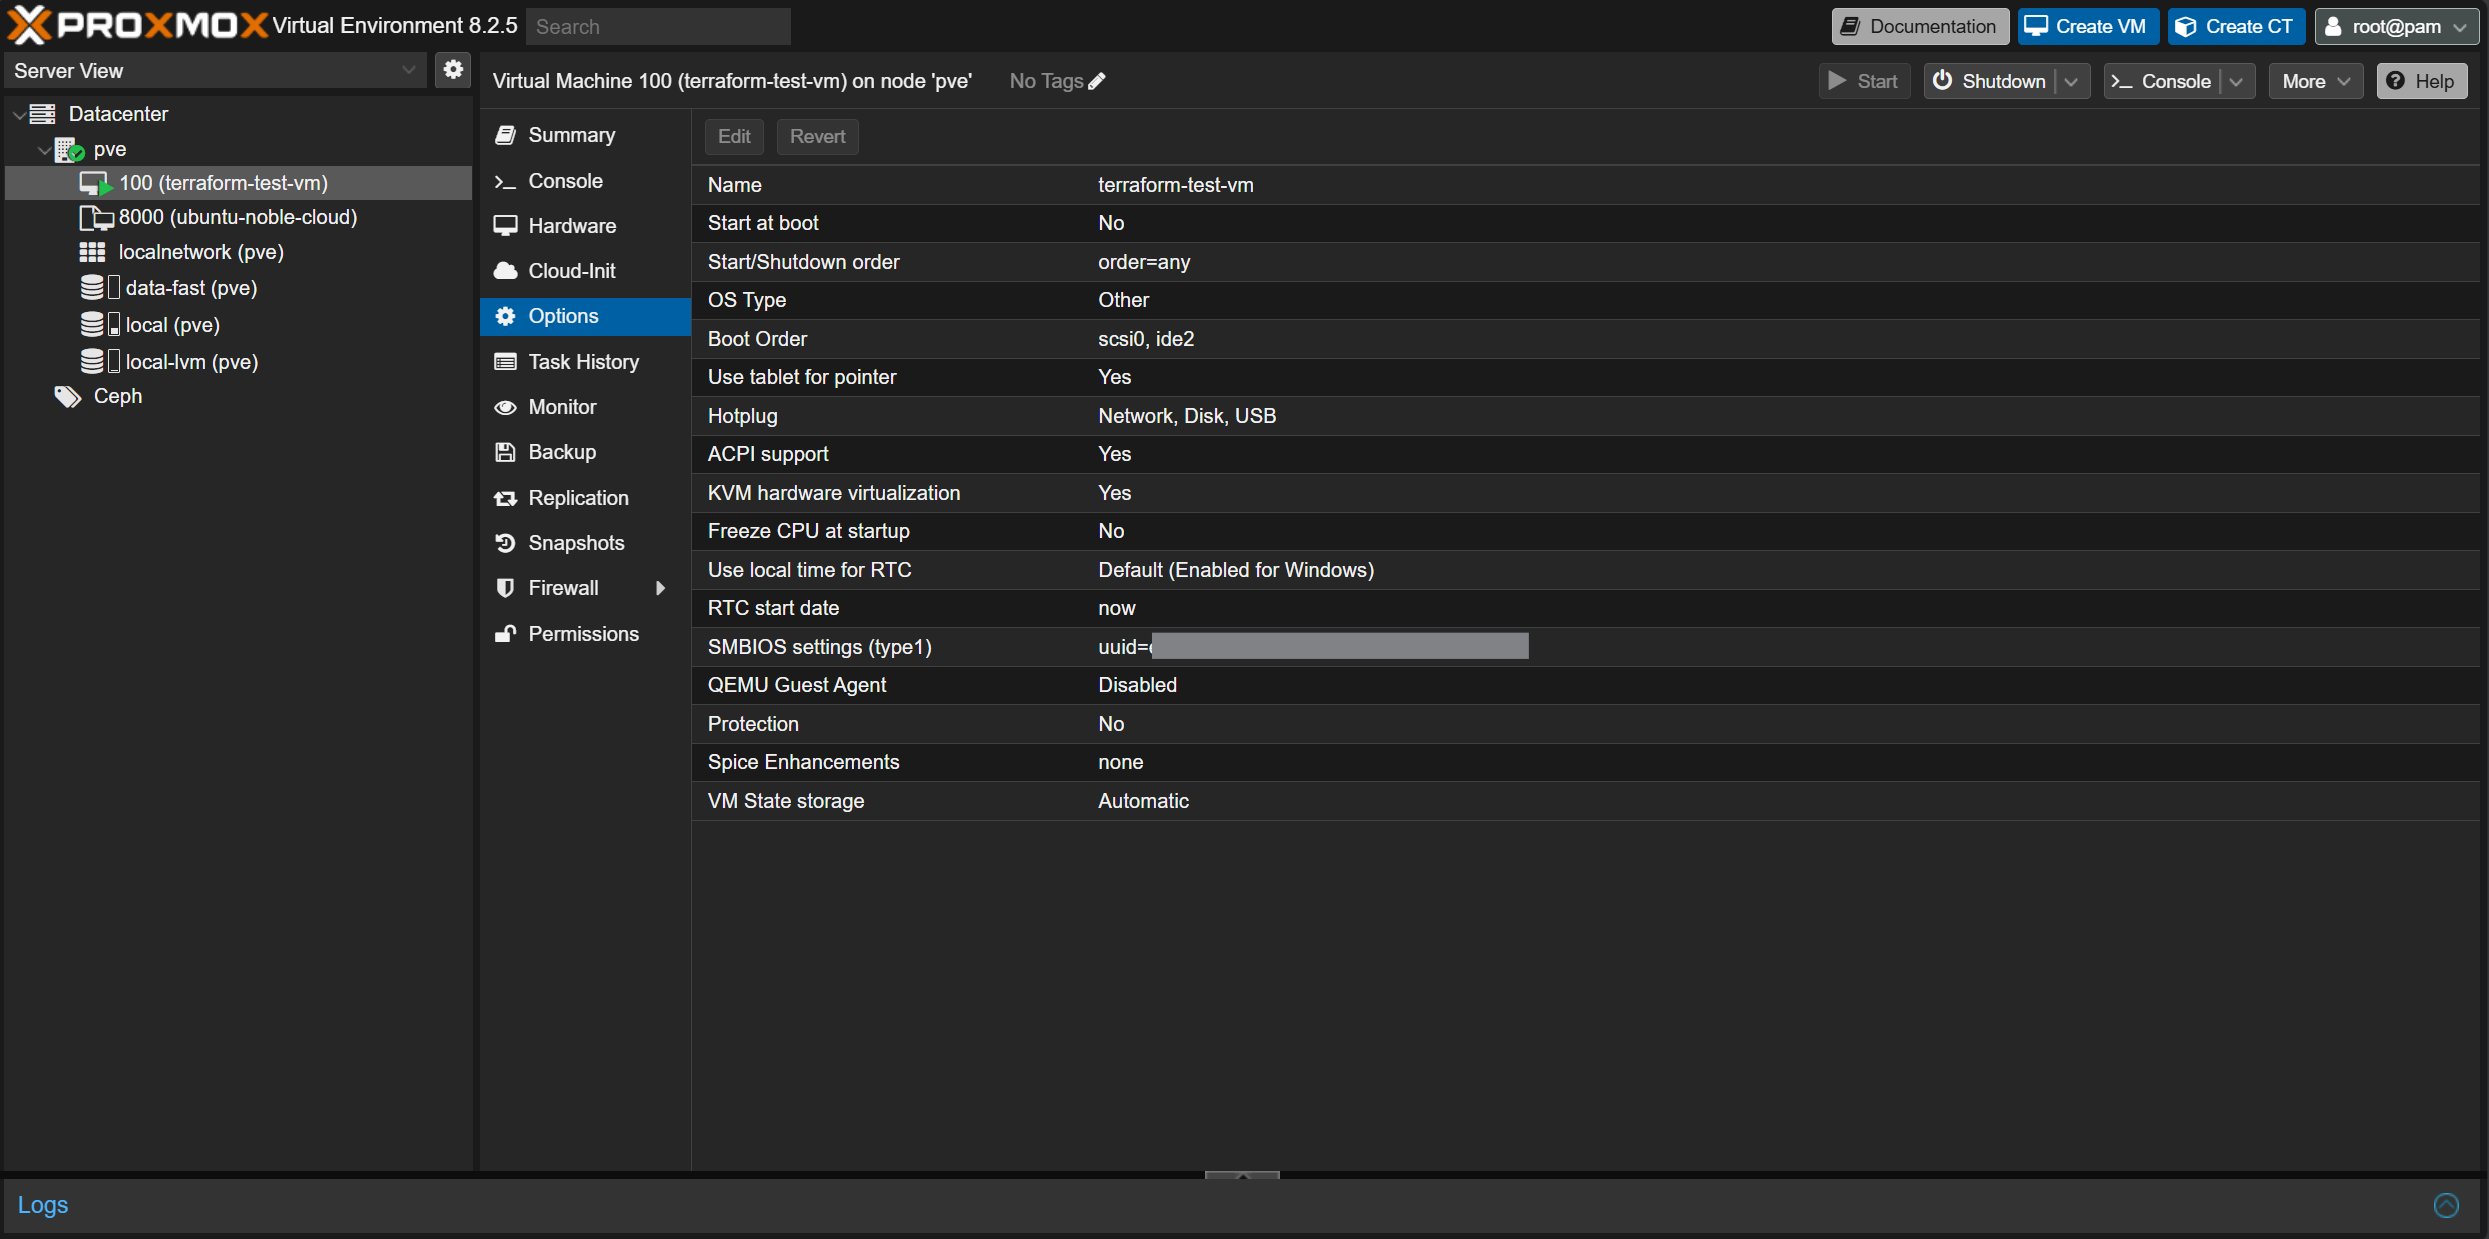 PROXMOX Virtual Environment 8.2.5 Search Documentation Create VM Create CT root@pam
Server View
Virtual Machine 100 (terraform-test-vm) on node 'pve' No Tags Start Shutdown Console More Help
Datacenter
pve
100 (terraform-test-vm)
8000 (ubuntu-noble-cloud)
localnetwork (pve)
data-fast (pve)
local (pve)
local-lvm (pve)
Ceph
Summary
Console
Hardware
Cloud-Init
Options
Task History
Monitor
Backup
Replication
Snapshots
Firewall
Permissions
Edit Revert
Name terraform-test-vm
Start at boot No
Start/Shutdown order order=any
OS Type Other
Boot Order scsi0, ide2
Use tablet for pointer Yes
Hotplug Network, Disk, USB
ACPI support Yes
KVM hardware virtualization Yes
Freeze CPU at startup No
Use local time for RTC Default (Enabled for Windows)
RTC start date now
SMBIOS settings (type1) uuid=
QEMU Guest Agent Disabled
Protection No
Spice Enhancements none
VM State storage Automatic
Logs